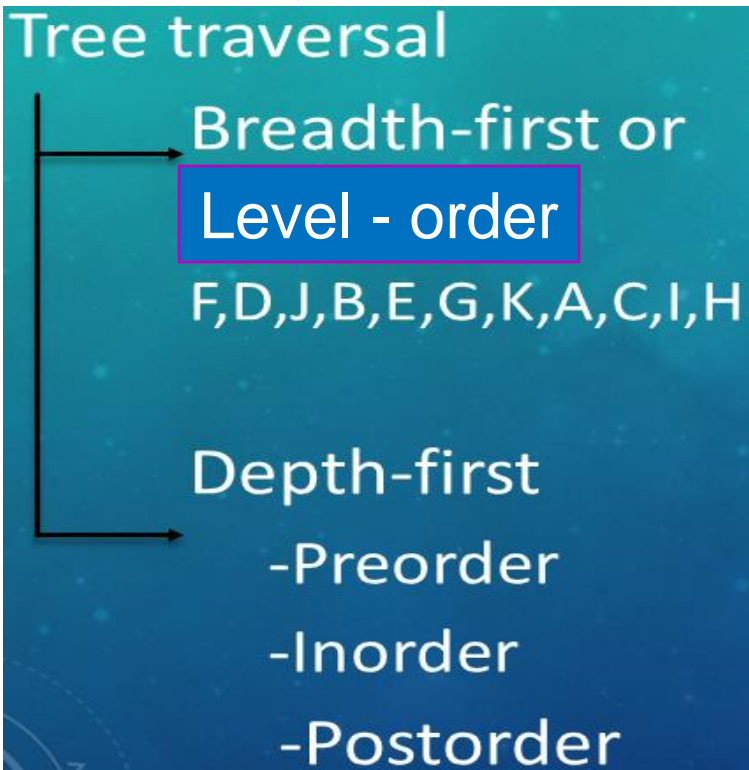 Tree traversal
Breadth-first or
Level - order
F,D,J,B,E,G,K,A,C,I,H
Depth-first
-Preorder
-Inorder
-Postorder